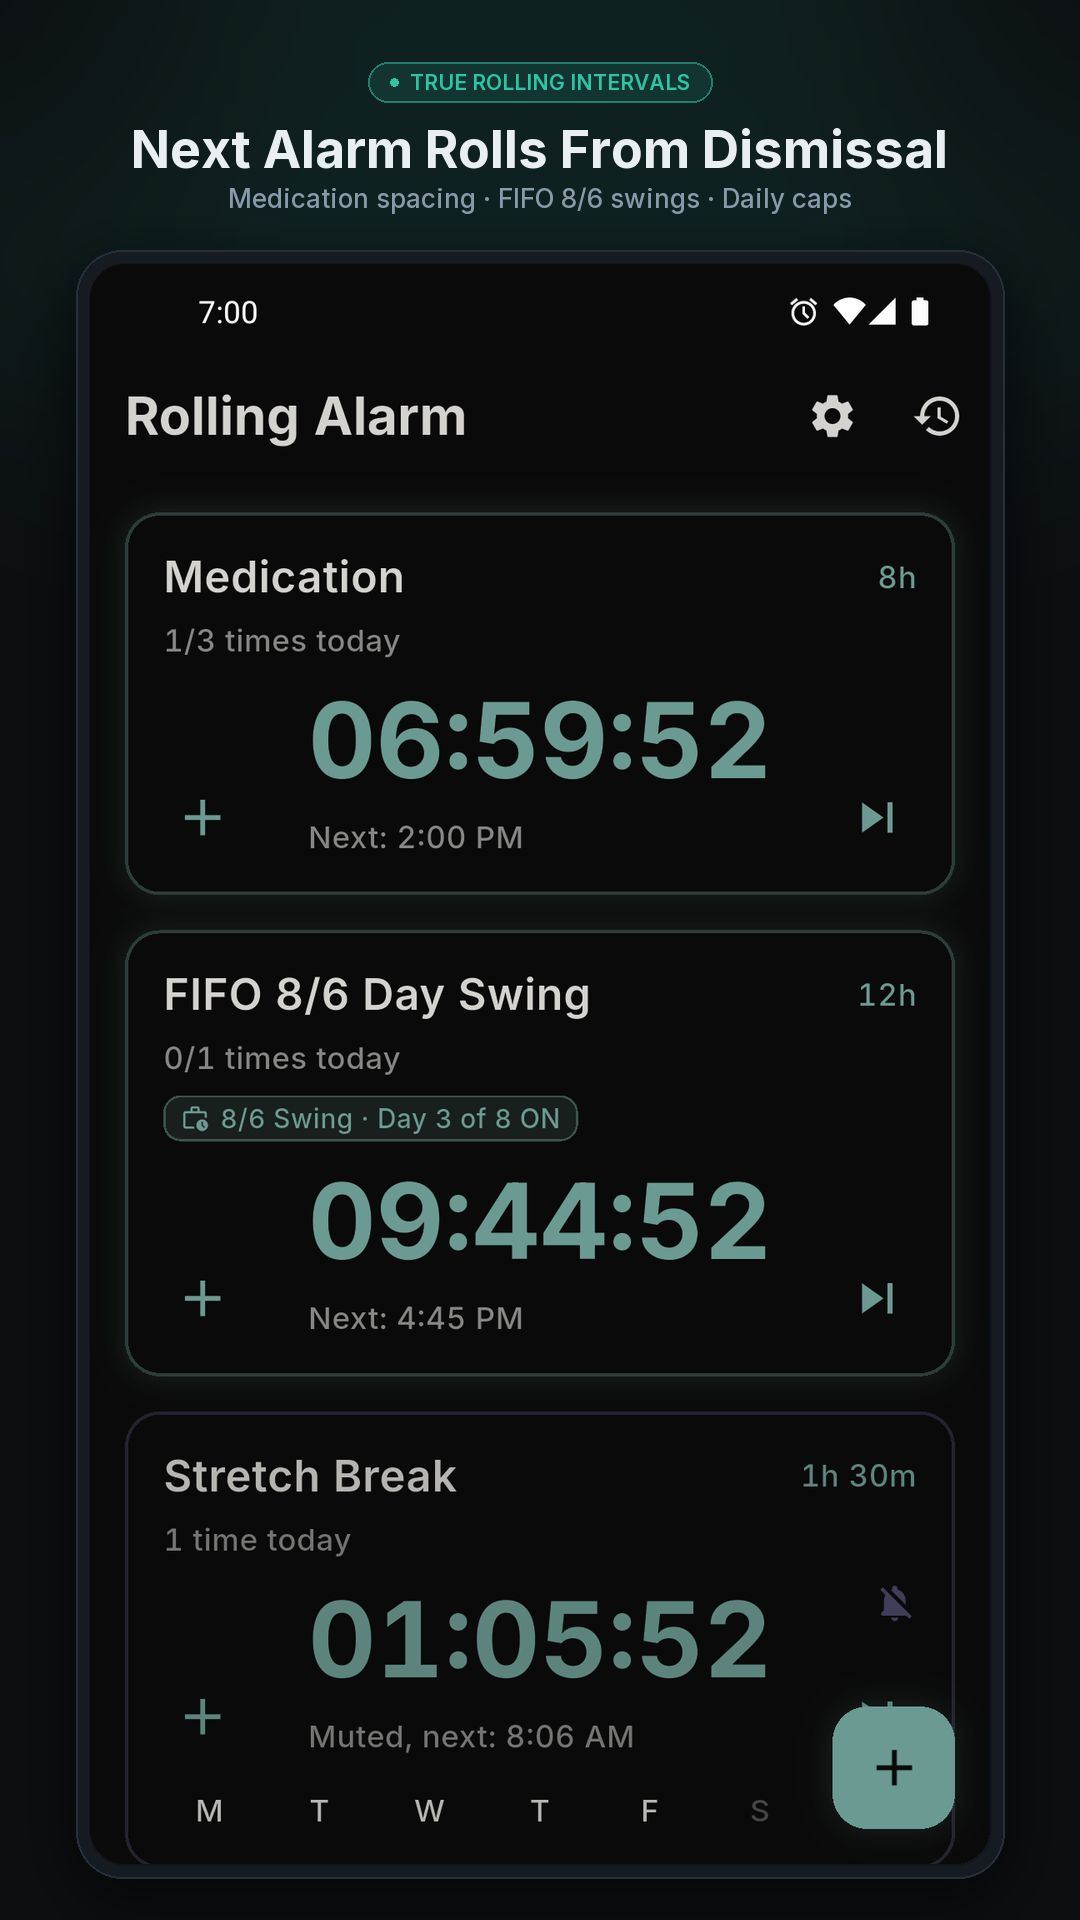 TRUE ROLLING INTERVALS
Next Alarm Rolls From Dismissal
Medication spacing · FIFO 8/6 swings · Daily caps
7:00
Rolling Alarm
Medication 8h
1/3 times today
06:59:52
Next: 2:00 PM
FIFO 8/6 Day Swing 12h
0/1 times today
8/6 Swing · Day 3 of 8 ON
09:44:52
Next: 4:45 PM
Stretch Break 1h 30m
1 time today
01:05:52
Muted, next: 8:06 AM
M T W T F S